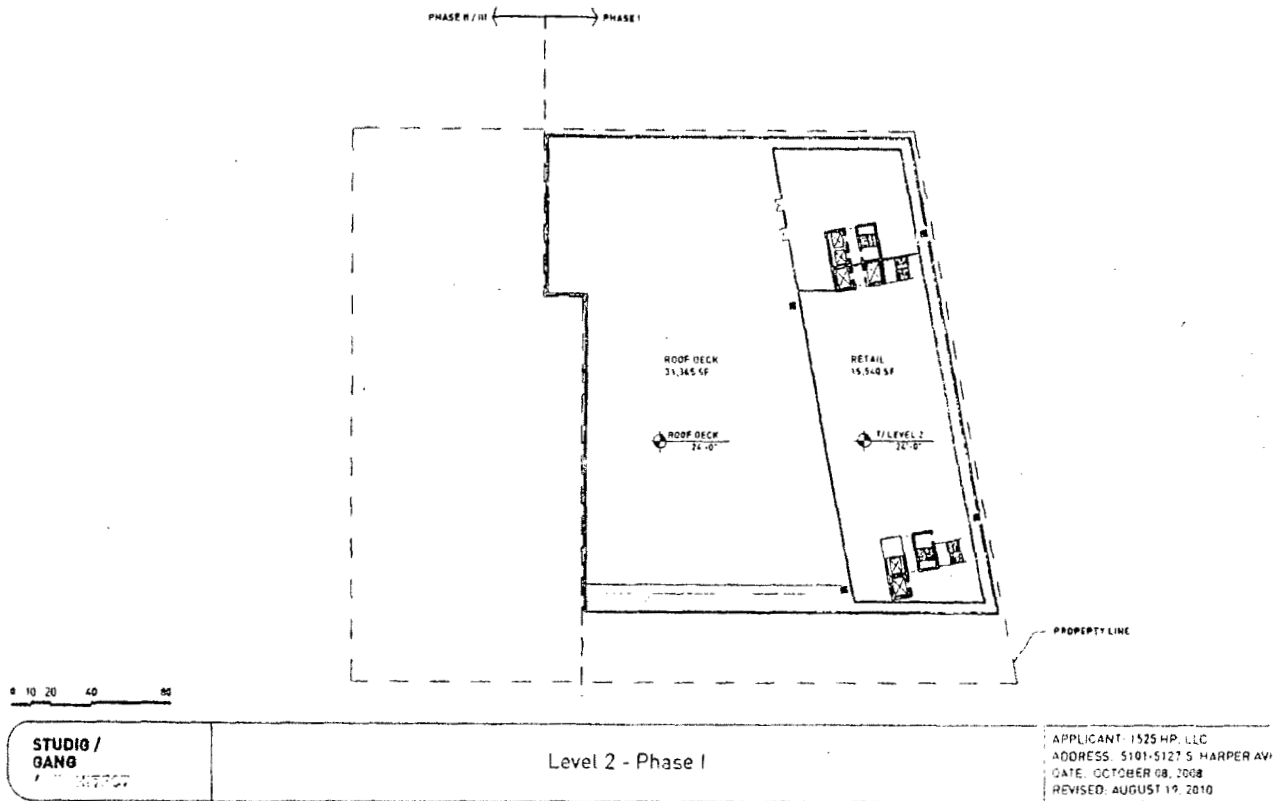 PHASE II / III
PHASE I
ROOF DECK
31,365 SF
RETAIL
15,540 SF
ROOF DECK
24'-0"
T/ LEVEL 2
24'-0"
PROPERTY LINE
0 10 20 40 80
STUDIO /
GANG
/
Level 2 - Phase I
APPLICANT: 1525 HP, LLC
ADDRESS: 5101-5127 S HARPER AV
DATE: OCTOBER 08, 2008
REVISED: AUGUST 19, 2010